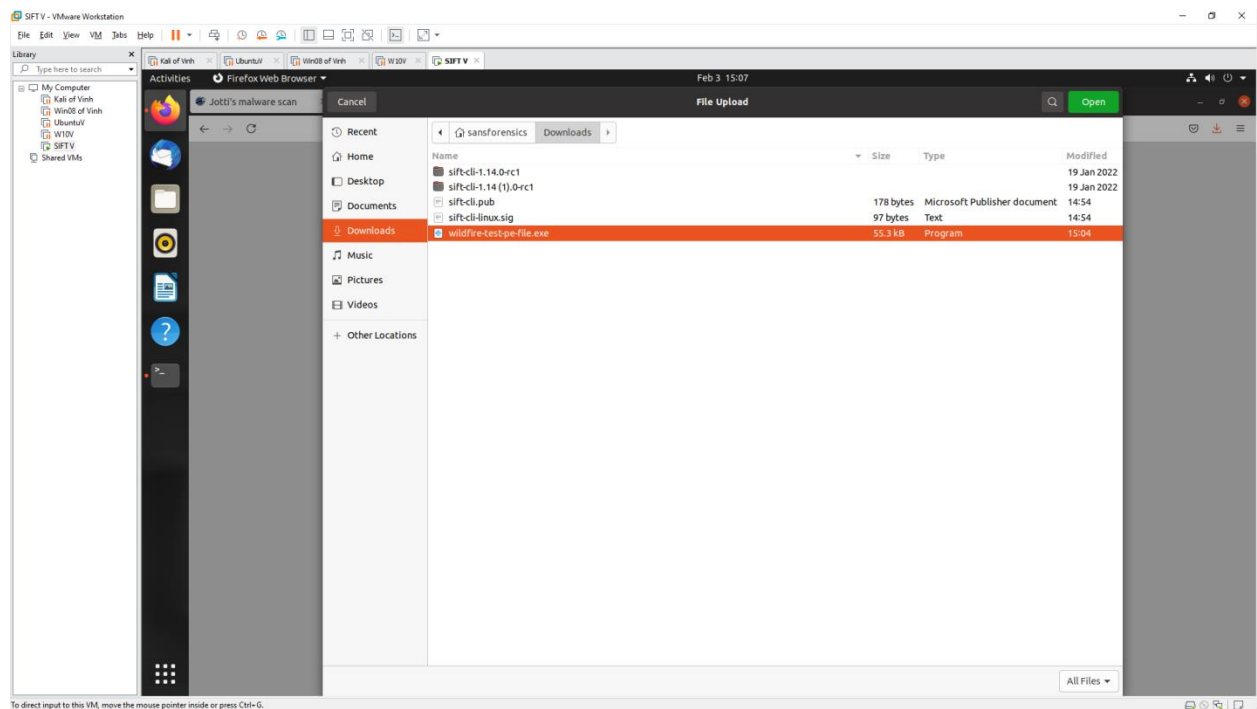 SIFT V - VMware Workstation
File Edit View VM Tabs Help
Library
Type here to search
My Computer
Kali of Vinh
Win08 of Vinh
UbuntuV
W10V
SIFT V
Shared VMs
Kali of Vinh UbuntuV Win08 of Vinh W10V SIFT V
Activities Firefox Web Browser Feb 3 15:07
Jotti's malware scan Cancel File Upload Open
Recent
Home
Desktop
Documents
Downloads
Music
Pictures
Videos
Other Locations
sansforensics Downloads
Name Size Type Modified
sift-cli-1.14.0-rc1 19 Jan 2022
sift-cli-1.14 (1).0-rc1 19 Jan 2022
sift-cli.pub 178 bytes Microsoft Publisher document 14:54
sift-cli-linux.sig 97 bytes Text 14:54
wildfire-test-pe-file.exe 55.3 kB Program 15:04
All Files
To direct input to this VM, move the mouse pointer inside or press Ctrl+G.